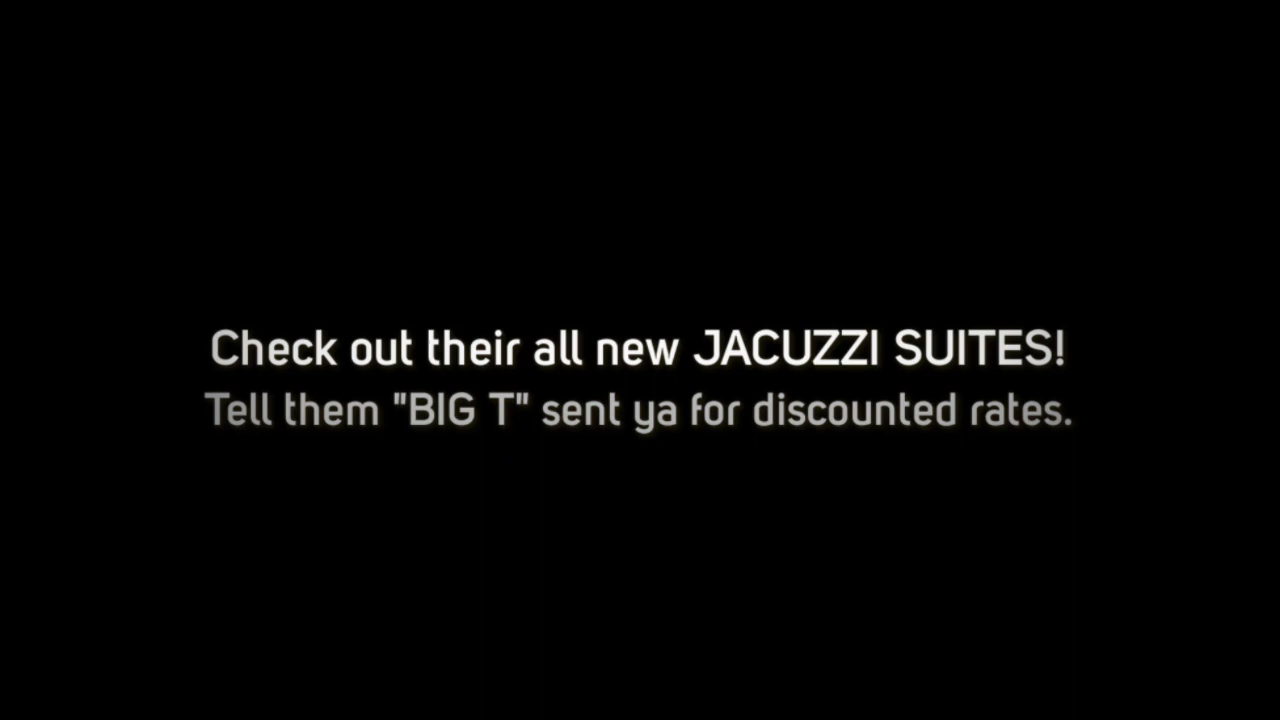 Check out their all new JACUZZI SUITES!
Tell them "BIG T" sent ya for discounted rates.